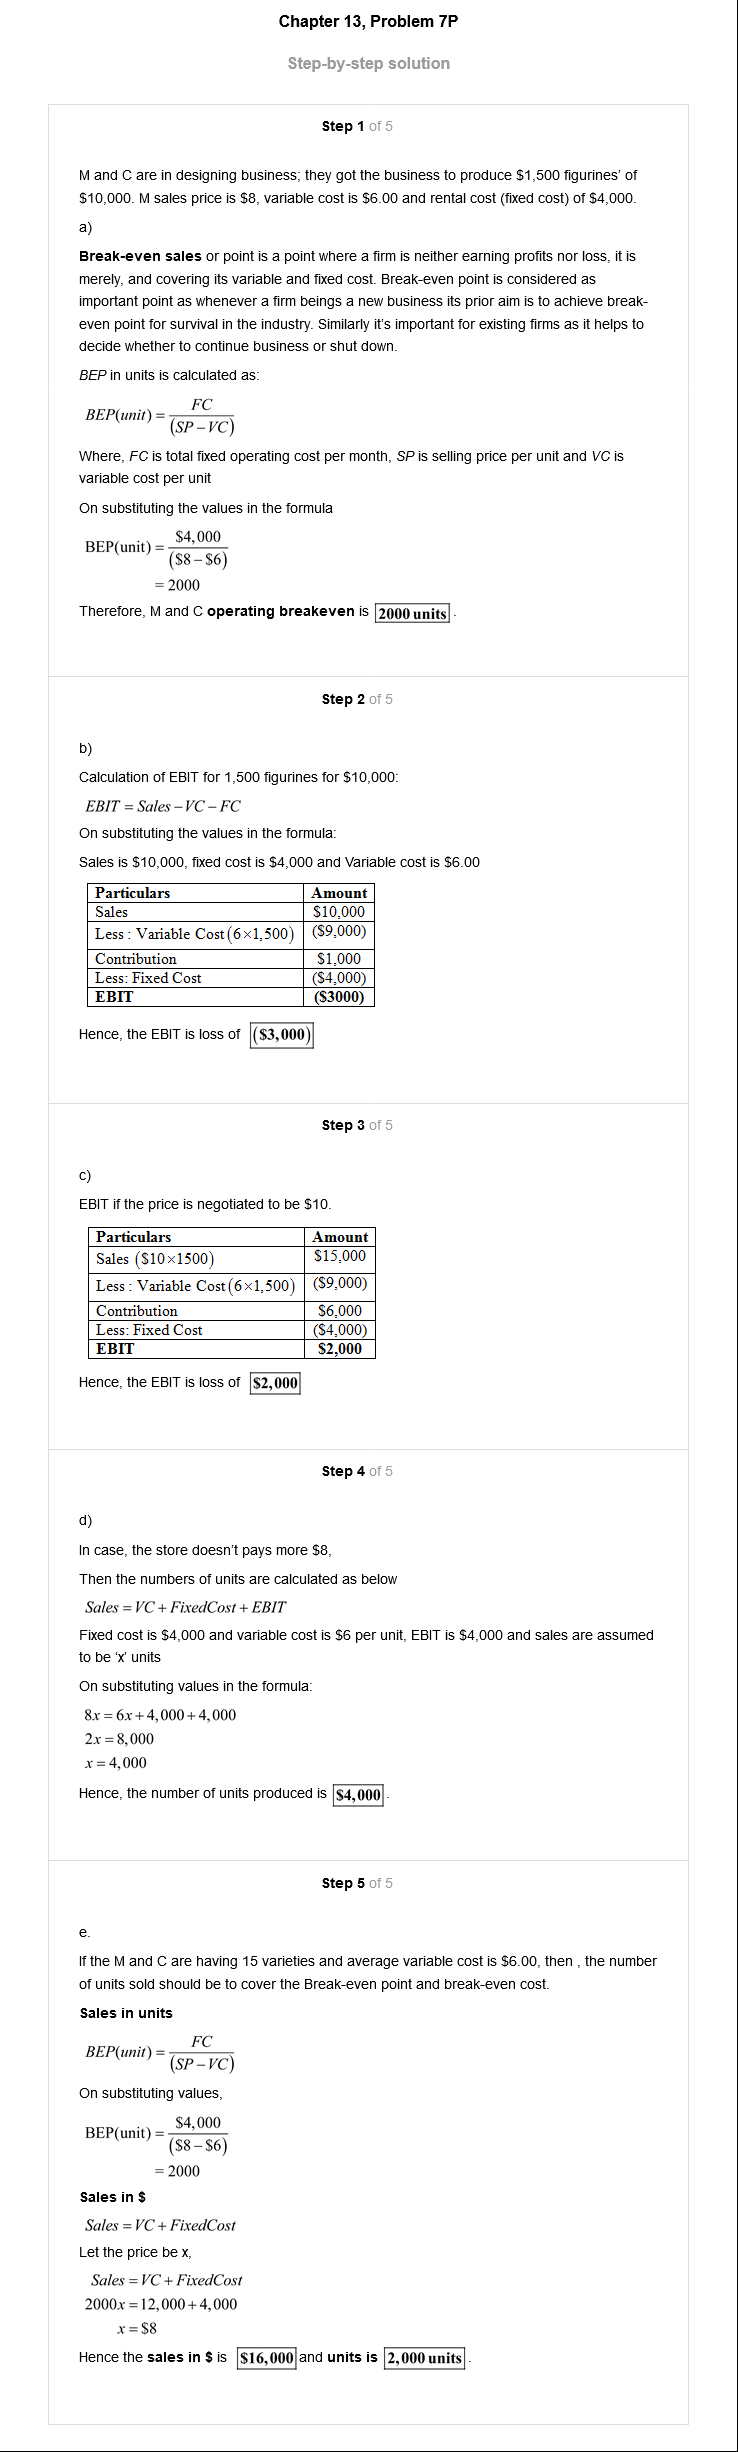 Chapter 13, Problem 7P
Step-by-step solution
Step 1 of 5
M and C are in designing business; they got the business to produce $1,500 figurines' of
$10,000. M sales price is $8, variable cost is $6.00 and rental cost (fixed cost) of $4,000.
a)
Break-even sales or point is a point where a firm is neither earning profits nor loss, it is
merely, and covering its variable and fixed cost. Break-even point is considered as
important point as whenever a firm beings a new business its prior aim is to achieve break-
even point for survival in the industry. Similarly it's important for existing firms as it helps to
decide whether to continue business or shut down.
BEP in units is calculated as:
BEP(unit) = FC / (SP – VC)
Where, FC is total fixed operating cost per month, SP is selling price per unit and VC is
variable cost per unit
On substituting the values in the formula
BEP(unit) = $4,000 / ($8 – $6)
= 2000
Therefore, M and C operating breakeven is 2000 units.
Step 2 of 5
b)
Calculation of EBIT for 1,500 figurines for $10,000:
EBIT = Sales – VC – FC
On substituting the values in the formula:
Sales is $10,000, fixed cost is $4,000 and Variable cost is $6.00
Particulars Amount
Sales $10,000
Less : Variable Cost (6×1,500) ($9,000)
Contribution $1,000
Less: Fixed Cost ($4,000)
EBIT ($3000)
Hence, the EBIT is loss of ($3,000)
Step 3 of 5
c)
EBIT if the price is negotiated to be $10.
Particulars Amount
Sales ($10×1500) $15,000
Less : Variable Cost (6×1,500) ($9,000)
Contribution $6,000
Less: Fixed Cost ($4,000)
EBIT $2,000
Hence, the EBIT is loss of $2,000
Step 4 of 5
d)
In case, the store doesn't pays more $8,
Then the numbers of units are calculated as below
Sales = VC + FixedCost + EBIT
Fixed cost is $4,000 and variable cost is $6 per unit, EBIT is $4,000 and sales are assumed
to be 'x' units
On substituting values in the formula:
8x = 6x + 4,000 + 4,000
2x = 8,000
x = 4,000
Hence, the number of units produced is $4,000.
Step 5 of 5
e.
If the M and C are having 15 varieties and average variable cost is $6.00, then , the number
of units sold should be to cover the Break-even point and break-even cost.
Sales in units
BEP(unit) = FC / (SP – VC)
On substituting values,
BEP(unit) = $4,000 / ($8 – $6)
= 2000
Sales in $
Sales = VC + FixedCost
Let the price be x,
Sales = VC + FixedCost
2000x = 12,000 + 4,000
x = $8
Hence the sales in $ is $16,000 and units is 2,000 units.